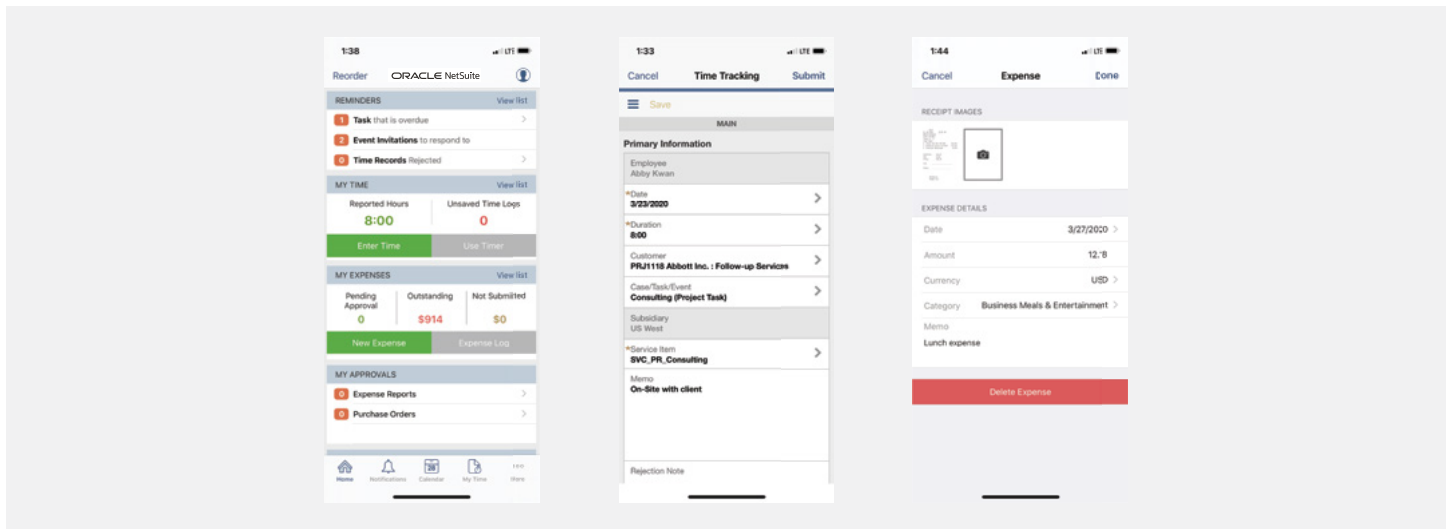 1:38
LTE
Reorder
ORACLE NetSuite
REMINDERS
View list
1 Task that is overdue
2 Event Invitations to respond to
0 Time Records Rejected
MY TIME
View list
Reported Hours
Unsaved Time Logs
8:00
0
Enter Time
Use Timer
MY EXPENSES
View list
Pending
Approval
Outstanding
Not Submitted
0
$914
$0
New Expense
Expense Log
MY APPROVALS
0 Expense Reports
0 Purchase Orders
Home
Notifications
Calendar
My Time
More
1:33
LTE
Cancel
Time Tracking
Submit
Save
MAIN
Primary Information
Employee
Abby Kwan
*Date
3/23/2020
*Duration
8:00
Customer
PRJ1118 Abbott Inc. : Follow-up Services
Case/Task/Event
Consulting (Project Task)
Subsidiary
US West
*Service Item
SVC_PR_Consulting
Memo
On-Site with client
Rejection Note
1:44
LTE
Cancel
Expense
Done
RECEIPT IMAGES
EXPENSE DETAILS
Date
3/27/2020
Amount
Currency
USD
Category
Business Meals & Entertainment
Memo
Lunch expense
Delete Expense